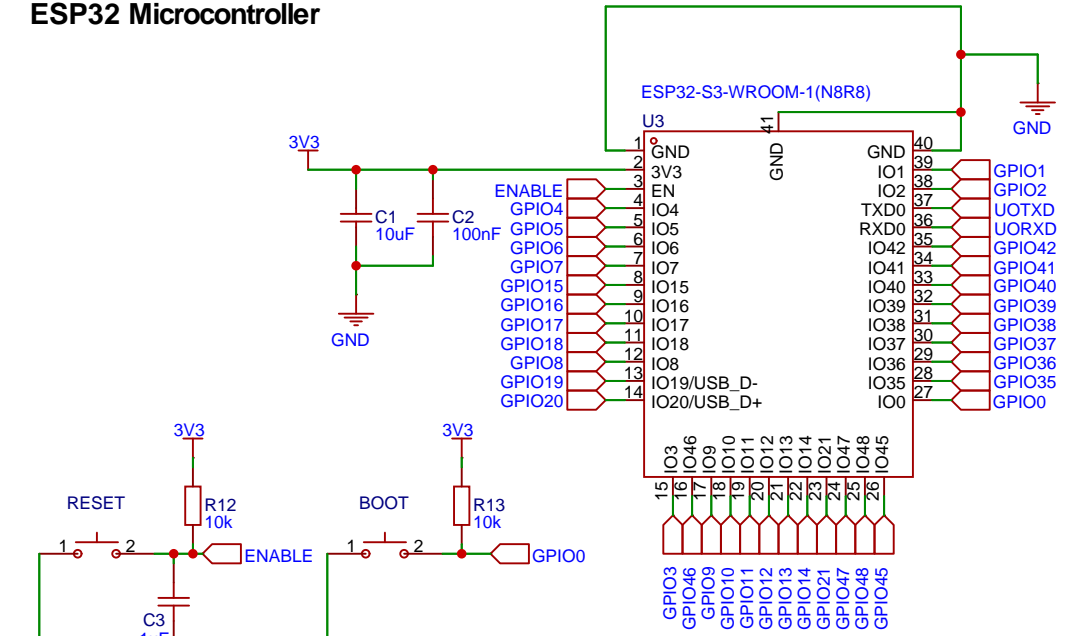 ESP32 Microcontroller
ESP32-S3-WROOM-1(N8R8)
U3
41
GND
GND
3V3
1
GND
2
3V3
3
EN
4
IO4
5
IO5
6
IO6
7
IO7
8
IO15
9
IO16
10
IO17
11
IO18
12
IO8
13
IO19/USB_D-
14
IO20/USB_D+
ENABLE
GPIO4
GPIO5
GPIO6
GPIO7
GPIO15
GPIO16
GPIO17
GPIO18
GPIO8
GPIO19
GPIO20
GND
40
IO1
39
IO2
38
TXD0
37
RXD0
36
IO42
35
IO41
34
IO40
33
IO39
32
IO38
31
IO37
30
IO36
29
IO35
28
IO0
27
GPIO1
GPIO2
UOTXD
UORXD
GPIO42
GPIO41
GPIO40
GPIO39
GPIO38
GPIO37
GPIO36
GPIO35
GPIO0
C1
10uF
C2
100nF
GND
IO3
IO46
IO9
IO10
IO11
IO12
IO13
IO14
IO21
IO47
IO48
IO45
15
16
17
18
19
20
21
22
23
24
25
26
GPIO3
GPIO46
GPIO9
GPIO10
GPIO11
GPIO12
GPIO13
GPIO14
GPIO21
GPIO47
GPIO48
GPIO45
3V3
RESET
R12
10k
1
2
ENABLE
C3
3V3
BOOT
R13
10k
1
2
GPIO0